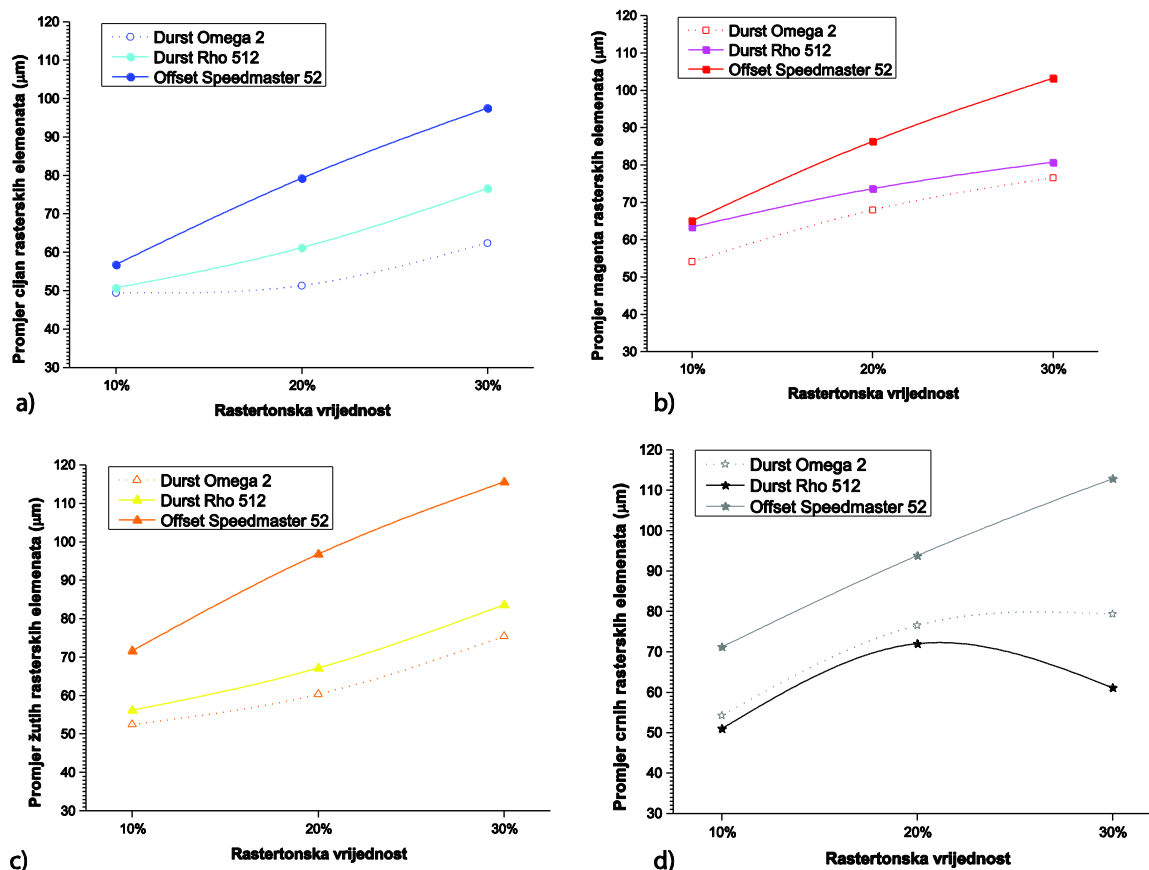 120
110
100
90
80
70
60
50
40
30
Promjer cijan rasterskih elemenata (μm)
Durst Omega 2
Durst Rho 512
Offset Speedmaster 52
10%
20%
30%
Rastertonska vrijednost
a)
120
110
100
90
80
70
60
50
40
30
Promjer magenta rasterskih elemenata (μm)
Durst Omega 2
Durst Rho 512
Offset Speedmaster 52
10%
20%
30%
Rastertonska vrijednost
b)
120
110
100
90
80
70
60
50
40
30
Promjer žutih rasterskih elemenata (μm)
Durst Omega 2
Durst Rho 512
Offset Speedmaster 52
10%
20%
30%
Rastertonska vrijednost
c)
120
110
100
90
80
70
60
50
40
30
Promjer crnih rasterskih elemenata (μm)
Durst Omega 2
Durst Rho 512
Offset Speedmaster 52
10%
20%
30%
Rastertonska vrijednost
d)